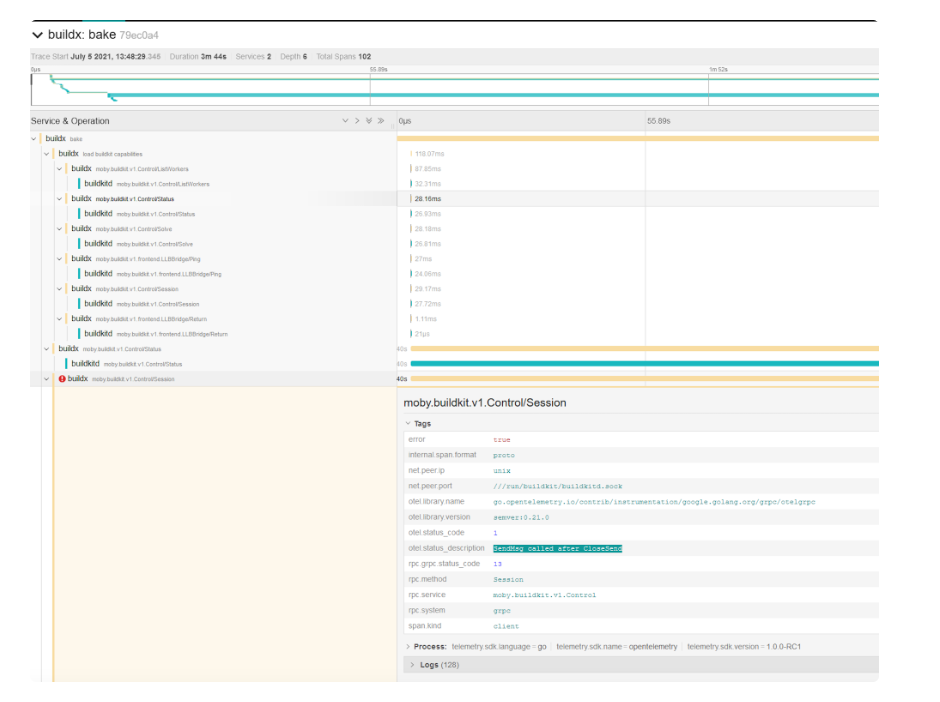 buildx: bake 79ec0a4
Trace Start July 5 2021, 13:48:29.346 Duration 3m 44s Services 2 Depth 6 Total Spans 102
0µs 55.89s 1m 52s
Service & Operation 0µs 55.89s
buildx bake
buildx load buildkit capabilities 118.07ms
buildx moby.buildkit.v1.Control/ListWorkers 87.85ms
buildkitd moby.buildkit.v1.Control/ListWorkers 32.31ms
buildx moby.buildkit.v1.Control/Status 28.16ms
buildkitd moby.buildkit.v1.Control/Status 26.83ms
buildx moby.buildkit.v1.Control/Solve 28.18ms
buildkitd moby.buildkit.v1.Control/Solve 26.01ms
buildx moby.buildkit.v1.frontend.LLBBridge/Ping 27ms
buildkitd moby.buildkit.v1.frontend.LLBBridge/Ping 24.06ms
buildx moby.buildkit.v1.Control/Session 29.17ms
buildkitd moby.buildkit.v1.Control/Session 27.72ms
buildx moby.buildkit.v1.frontend.LLBBridge/Return 1.11ms
buildkitd moby.buildkit.v1.frontend.LLBBridge/Return 21µs
buildx moby.buildkit.v1.Control/Status 40s
buildkitd moby.buildkit.v1.Control/Status 40s
buildx moby.buildkit.v1.Control/Session 40s
moby.buildkit.v1.Control/Session
Tags
error true
internal.span.format proto
net.peer.ip unix
net.peer.port ///run/buildkit/buildkitd.sock
otel.library.name go.opentelemetry.io/contrib/instrumentation/google.golang.org/grpc/otelgrpc
otel.library.version semver:0.21.0
otel.status_code 1
otel.status_description SendMsg called after CloseSend
rpc.grpc.status_code 13
rpc.method Session
rpc.service moby.buildkit.v1.Control
rpc.system grpc
span.kind client
Process: telemetry.sdk.language = go telemetry.sdk.name = opentelemetry telemetry.sdk.version = 1.0.0-RC1
Logs (128)